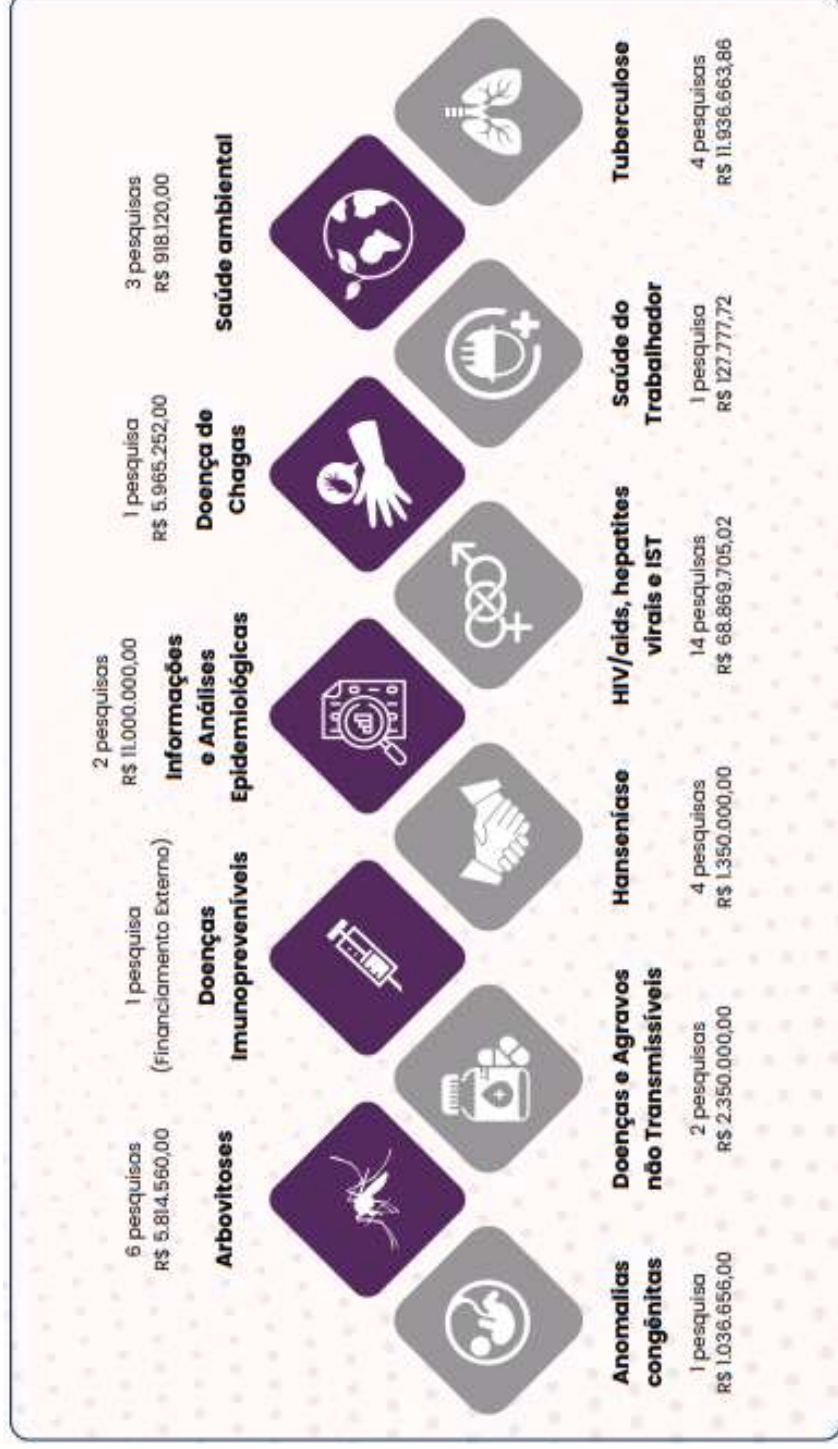 6 pesquisas
R$ 5.814.560,00
Arbovitoses
1 pesquisa
(Financiamento Externo)
Doenças
Imunopreveníveis
2 pesquisas
R$ 11.000.000,00
Informações
e Análises
Epidemiológicas
1 pesquisa
R$ 5.965.252,00
Doença de
Chagas
3 pesquisas
R$ 918.120,00
Saúde ambiental
Anomalias
congênitas
1 pesquisa
R$ 1.036.656,00
Doenças e Agravos
não Transmissíveis
2 pesquisas
R$ 2.350.000,00
Hanseníase
4 pesquisas
R$ 1.350.000,00
HIV/aids, hepatites
virais e IST
14 pesquisas
R$ 68.869.705,02
Saúde do
Trabalhador
1 pesquisa
R$ 127.777,72
Tuberculose
4 pesquisas
R$ 11.936.663,86